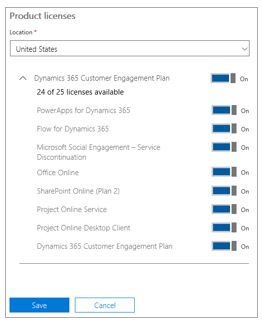 Product licenses
Location *
United States
Dynamics 365 Customer Engagement Plan On
24 of 25 licenses available
PowerApps for Dynamics 365 On
Flow for Dynamics 365 On
Microsoft Social Engagement – Service On
Discontinuation
Office Online On
SharePoint Online (Plan 2) On
Project Online Service On
Project Online Desktop Client On
Dynamics 365 Customer Engagement Plan On
Save Cancel